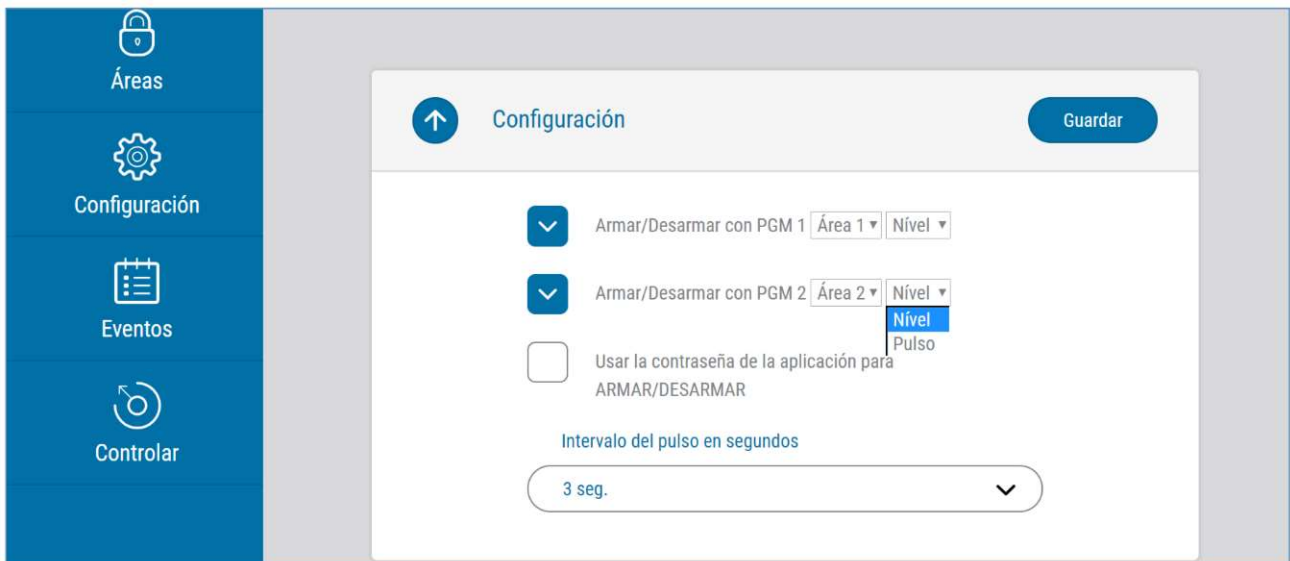 Áreas
Configuración
Eventos
Controlar
Configuración
Guardar
Armar/Desarmar con PGM 1 Área 1 Nível
Armar/Desarmar con PGM 2 Área 2 Nível
Nível
Pulso
Usar la contraseña de la aplicación para
ARMAR/DESARMAR
Intervalo del pulso en segundos
3 seg.